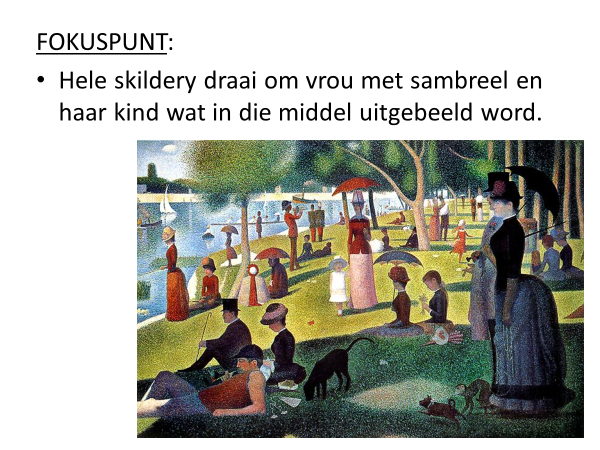 FOKUSPUNT:
• Hele skildery draai om vrou met sambreel en
haar kind wat in die middel uitgebeeld word.